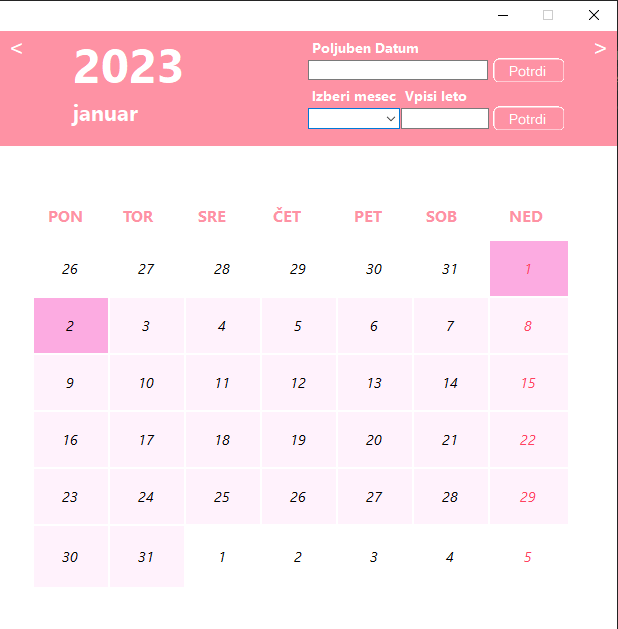 <
2023
januar
Poljuben Datum
Potrdi
Izberi mesec Vpisi leto
Potrdi
>
PON TOR SRE ČET PET SOB NED
26 27 28 29 30 31 1
2 3 4 5 6 7 8
9 10 11 12 13 14 15
16 17 18 19 20 21 22
23 24 25 26 27 28 29
30 31 1 2 3 4 5